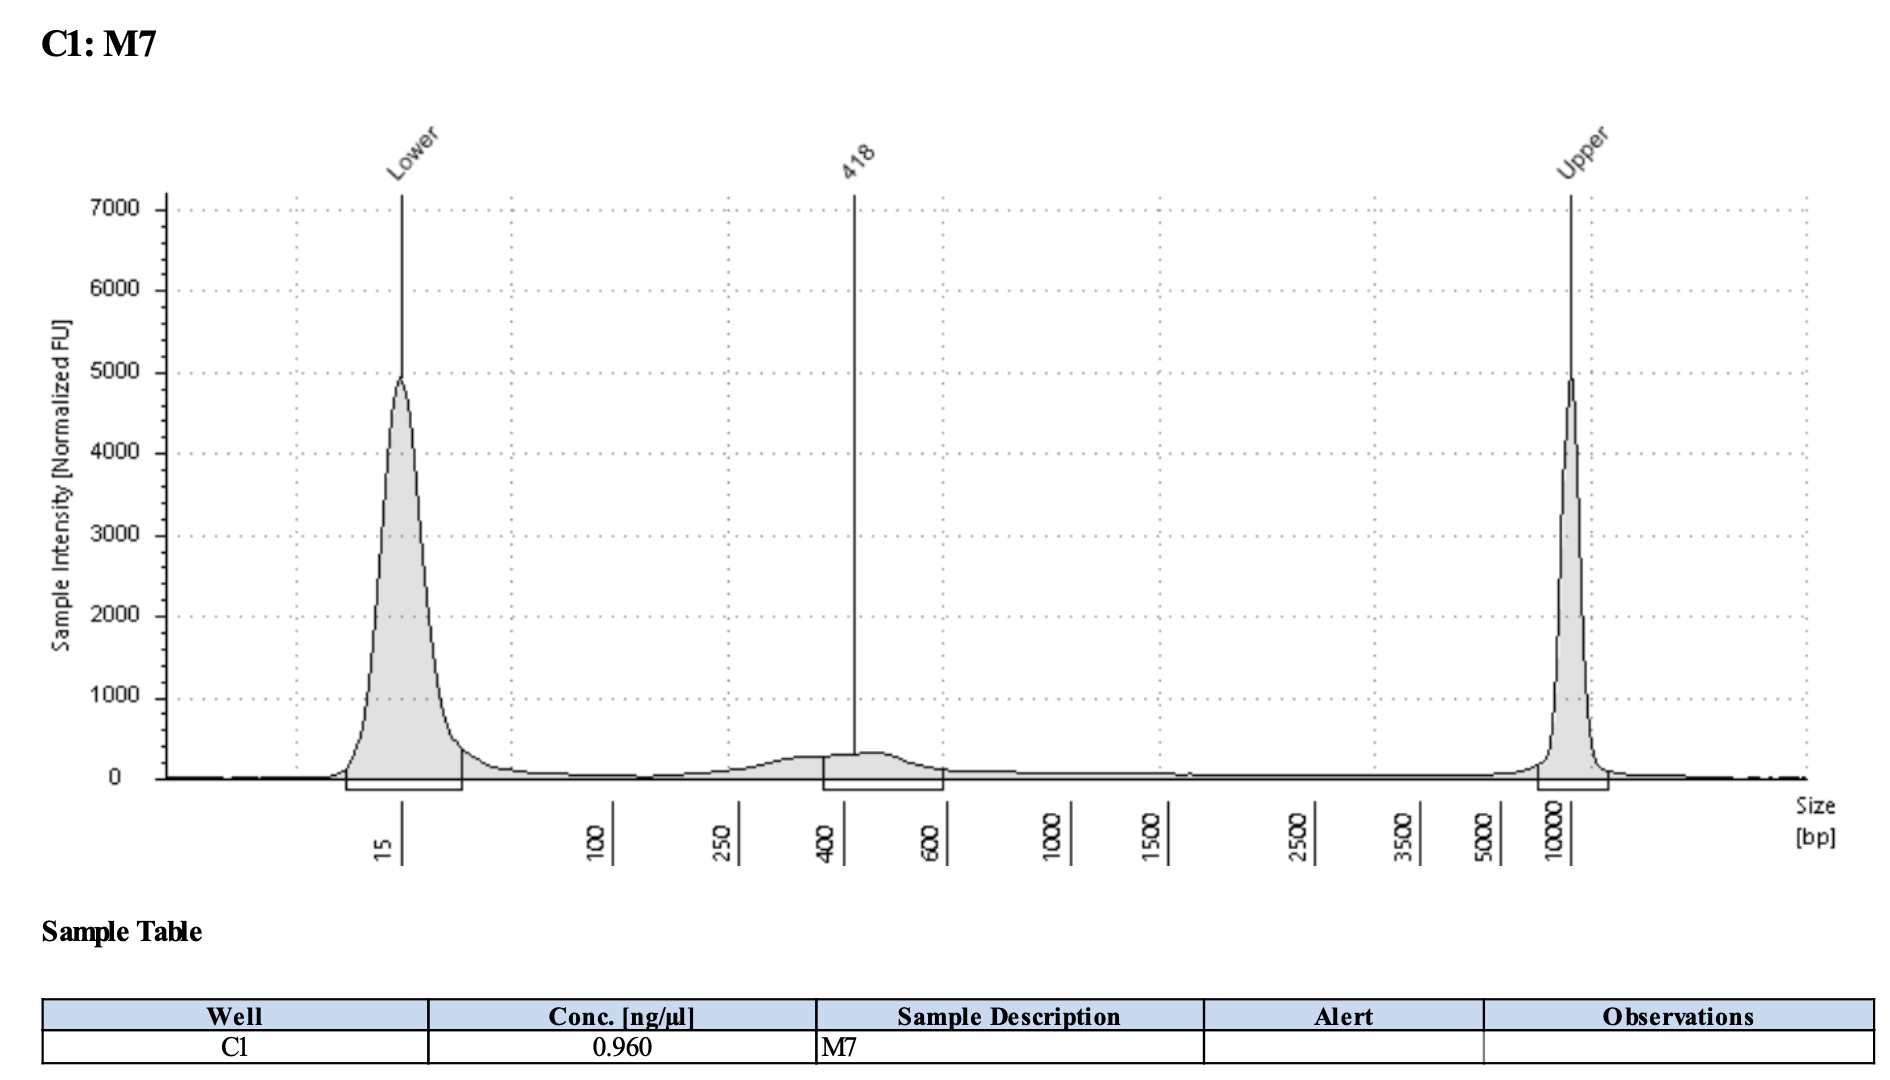 C1: M7
Lower
418
Upper
7000
6000
5000
4000
3000
2000
1000
0
Sample Intensity [Normalized FU]
15
100
250
400
600
1000
1500
2500
3500
5000
10000
Size
[bp]
Sample Table
Well Conc. [ng/µl] Sample Description Alert Observations
C1 0.960 M7